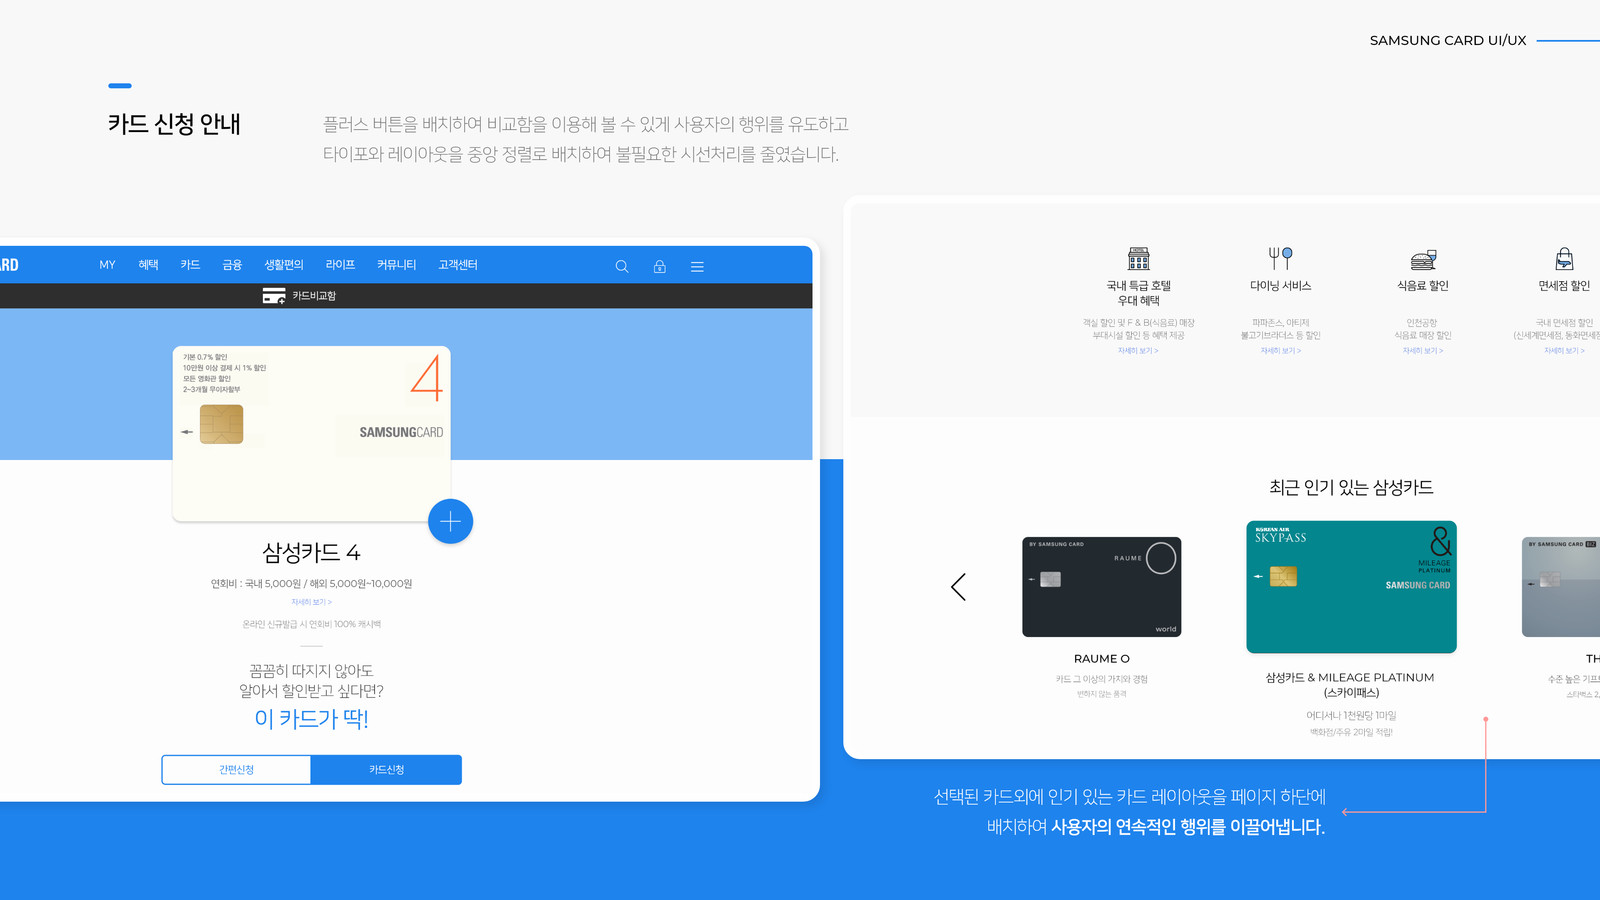 SAMSUNG CARD UI/UX
카드 신청 안내
플러스 버튼을 배치하여 비교함을 이용해 볼 수 있게 사용자의 행위를 유도하고
타이포와 레이아웃을 중앙 정렬로 배치하여 불필요한 시선처리를 줄였습니다.
ARD MY 혜택 카드 금융 생활편의 라이프 커뮤니티 고객센터
카드비교함
기본 0.7% 할인
10만원 이상 결제 시 1% 할인
모든 영화관 할인
2~3개월 무이자할부
4
SAMSUNGCARD
삼성카드 4
연회비 : 국내 5,000원 / 해외 5,000원~10,000원
자세히 보기 >
온라인 신규발급 시 연회비 100% 캐시백
꼼꼼히 따지지 않아도
알아서 할인받고 싶다면?
이 카드가 딱!
간편신청 카드신청
국내 특급 호텔
우대 혜택
객실 할인 및 F & B(식음료) 매장
부대시설 할인 등 혜택 제공
자세히 보기 >
다이닝 서비스
파파존스, 아티제
불고기브라더스 등 할인
자세히 보기 >
식음료 할인
인천공항
식음료 매장 할인
자세히 보기 >
면세점 할인
국내 면세점 할인
(신세계면세점, 동화면세점
자세히 보기 >
최근 인기 있는 삼성카드
BY SAMSUNG CARD
RAUME
world
RAUME O
카드 그 이상의 가치와 경험
변하지 않는 품격
KOREAN AIR
SKYPASS
&
MILEAGE
PLATINUM
SAMSUNG CARD
삼성카드 & MILEAGE PLATINUM
(스카이패스)
어디서나 1천원당 1마일
백화점/주유 2마일 적립!
BY SAMSUNG CARD BIZ
TH
수준 높은 기프
스타벅스 2,
선택된 카드외에 인기 있는 카드 레이아웃을 페이지 하단에
배치하여 사용자의 연속적인 행위를 이끌어냅니다.